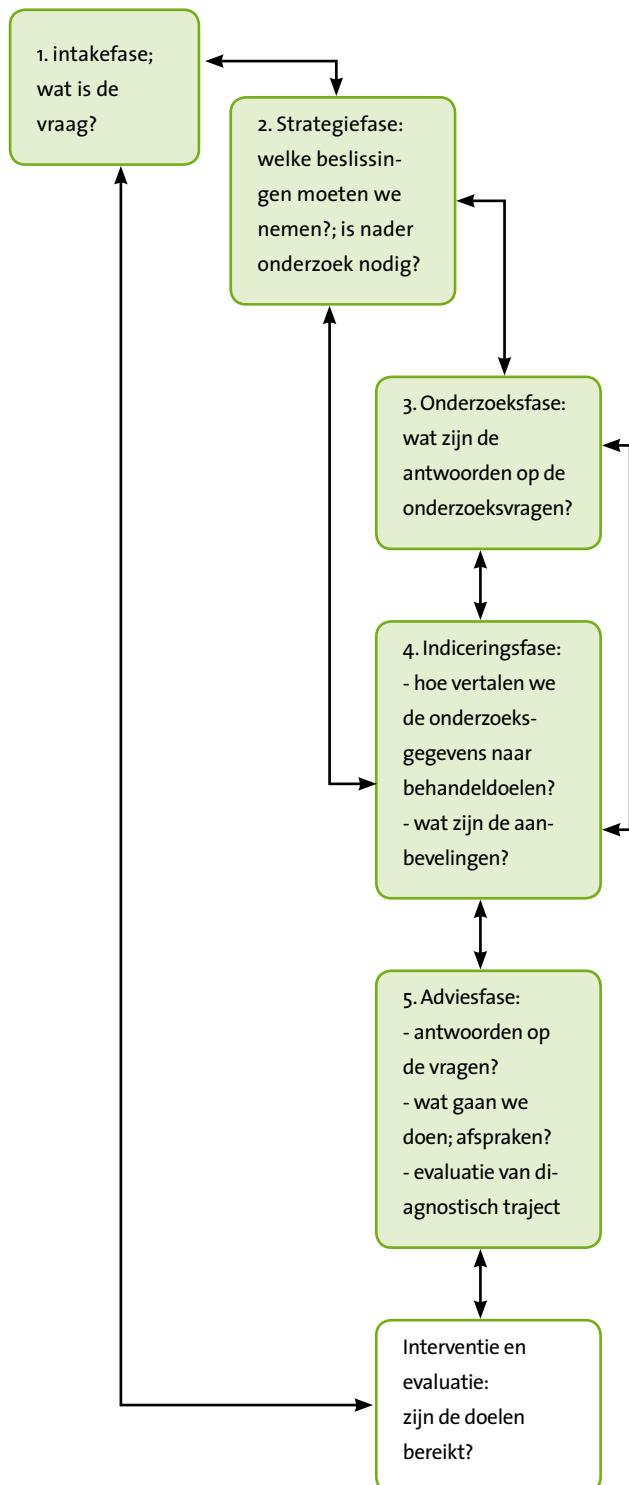 1. intakefase;
wat is de
vraag?
2. Strategiefase:
welke beslissin-
gen moeten we
nemen?; is nader
onderzoek nodig?
3. Onderzoeksfase:
wat zijn de
antwoorden op de
onderzoeksvragen?
4. Indiceringsfase:
- hoe vertalen we
de onderzoeks-
gegevens naar
behandeldoelen?
- wat zijn de aan-
bevelingen?
5. Adviesfase:
- antwoorden op
de vragen?
- wat gaan we
doen; afspraken?
- evaluatie van di-
agnostisch traject
Interventie en
evaluatie:
zijn de doelen
bereikt?